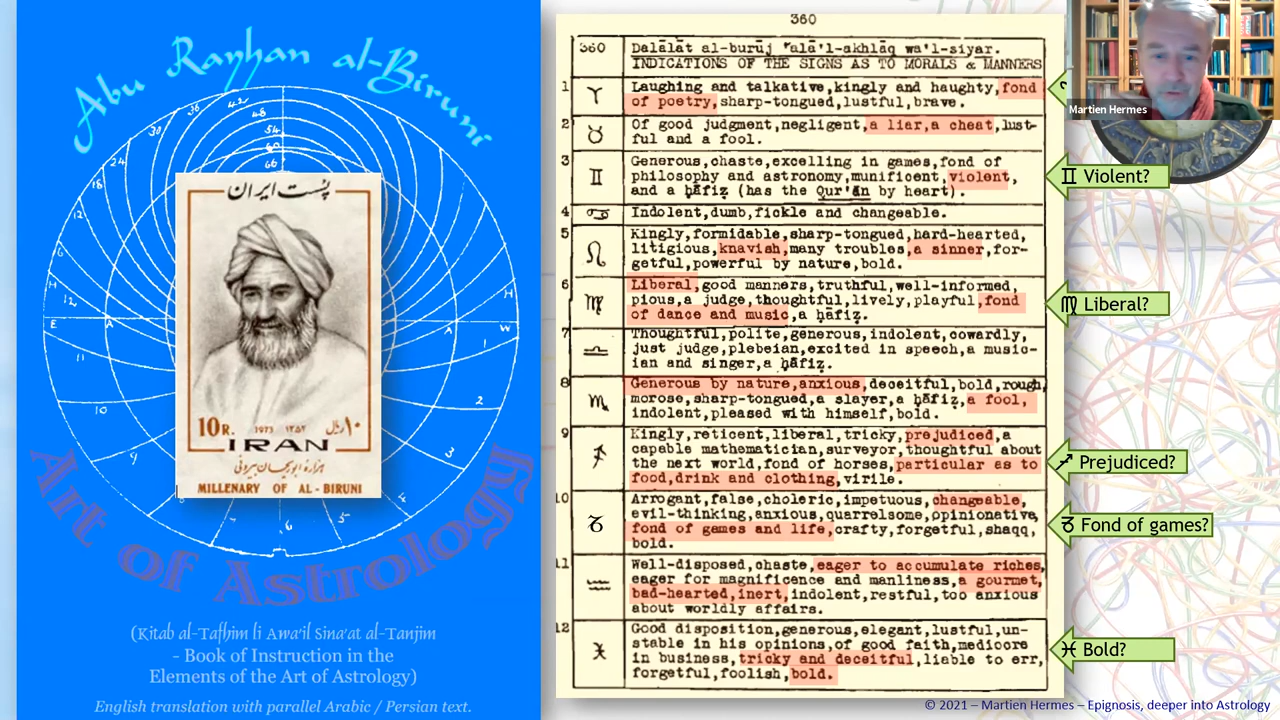 Abu Rayhan al-Biruni
پست ایران
10R. 1973 ۱۳۵۲ ۱۰ ریال
IRAN
هزاره ابوریحان بیرونی
MILLENARY OF AL-BIRUNI
Art of Astrology
(Kitab al-Tafhim li Awa'il Sina'at al-Tanjim
- Book of Instruction in the
Elements of the Art of Astrology)
English translation with parallel Arabic / Persian text.
360
360 Dalālāt al-burūj ʿalā'l-akhlāq wa'l-siyar.
INDICATIONS OF THE SIGNS AS TO MORALS & MANNERS
1 ♈ Laughing and talkative,kingly and haughty,fond
of poetry,sharp-tongued,lustful,brave.
2 ♉ Of good judgment,negligent,a liar,a cheat,lust-
ful and a fool.
3 ♊ Generous,chaste,excelling in games,fond of
philosophy and astronomy,munificent,violent,
and a ḥāfiẓ (has the Qur'ān by heart).
4 ♋ Indolent,dumb,fickle and changeable.
5 ♌ Kingly,formidable,sharp-tongued,hard-hearted,
litigious,knavish,many troubles,a sinner,for-
getful,powerful by nature,bold.
6 ♍ Liberal,good manners,truthful,well-informed,
pious,a judge,thoughtful,lively,playful,fond
of dance and music,a ḥāfiẓ.
7 ♎ Thoughtful,polite,generous,indolent,cowardly,
just judge,plebeian,excited in speech,a music-
ian and singer,a ḥāfiẓ.
8 ♏ Generous by nature,anxious,deceitful,bold,rough,
morose,sharp-tongued,a slayer,a ḥāfiẓ,a fool,
indolent,pleased with himself,bold.
9 ♐ Kingly,reticent,liberal,tricky,prejudiced,a
capable mathematician,surveyor,thoughtful about
the next world,fond of horses,particular as to
food,drink and clothing,virile.
10 ♑ Arrogant,false,choleric,impetuous,changeable,
evil-thinking,anxious,quarrelsome,opinionative,
fond of games and life,crafty,forgetful,shaqq,
bold.
11 ♒ Well-disposed,chaste,eager to accumulate riches,
eager for magnificence and manliness,a gourmet,
bad-hearted,inert,indolent,restful,too anxious
about worldly affairs.
12 ♓ Good disposition,generous,elegant,lustful,un-
stable in his opinions,of good faith,mediocre
in business,tricky and deceitful,liable to err,
forgetful,foolish,bold.
Martien Hermes
♊ Violent?
♍ Liberal?
♐ Prejudiced?
♑ Fond of games?
♓ Bold?
© 2021 – Martien Hermes – Epignosis, deeper into Astrology